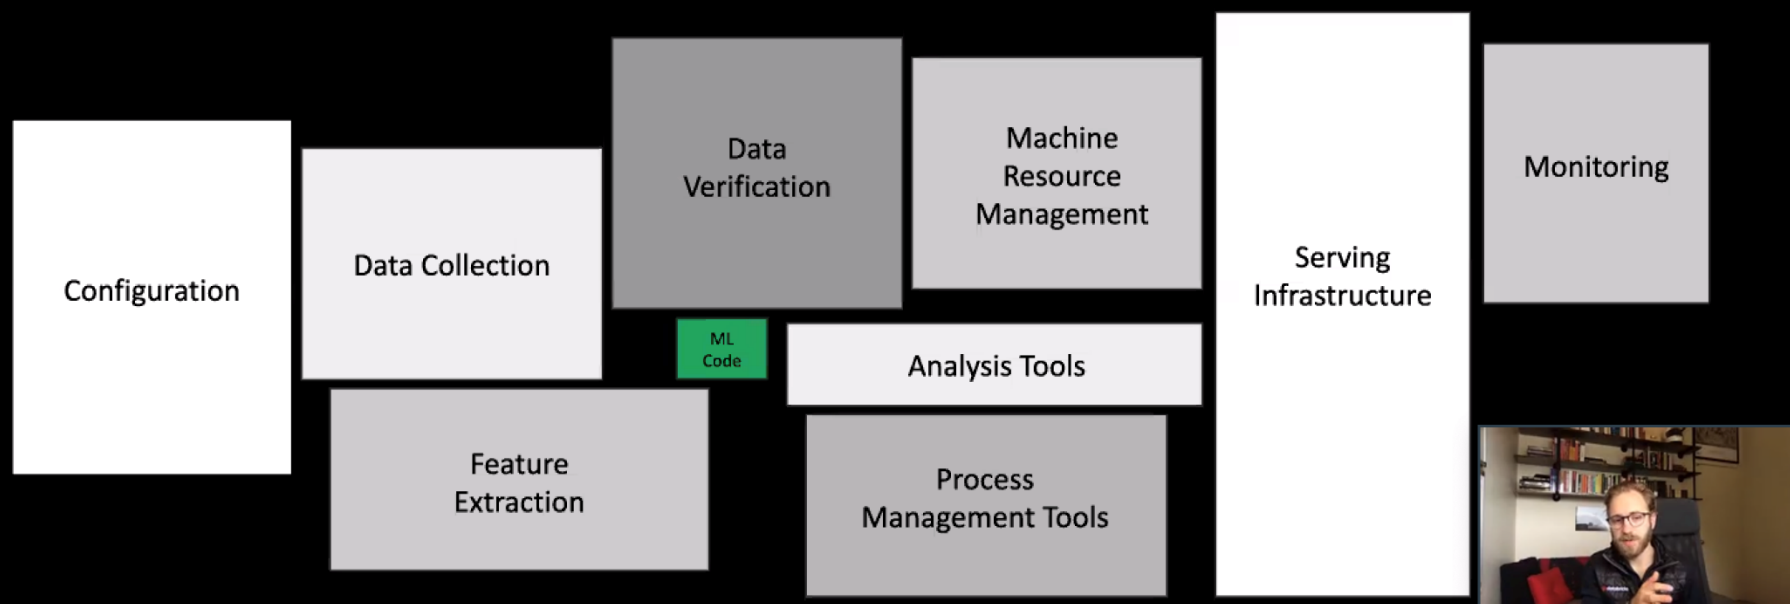 Configuration
Data Collection
Feature
Extraction
Data
Verification
ML
Code
Machine
Resource
Management
Analysis Tools
Process
Management Tools
Serving
Infrastructure
Monitoring